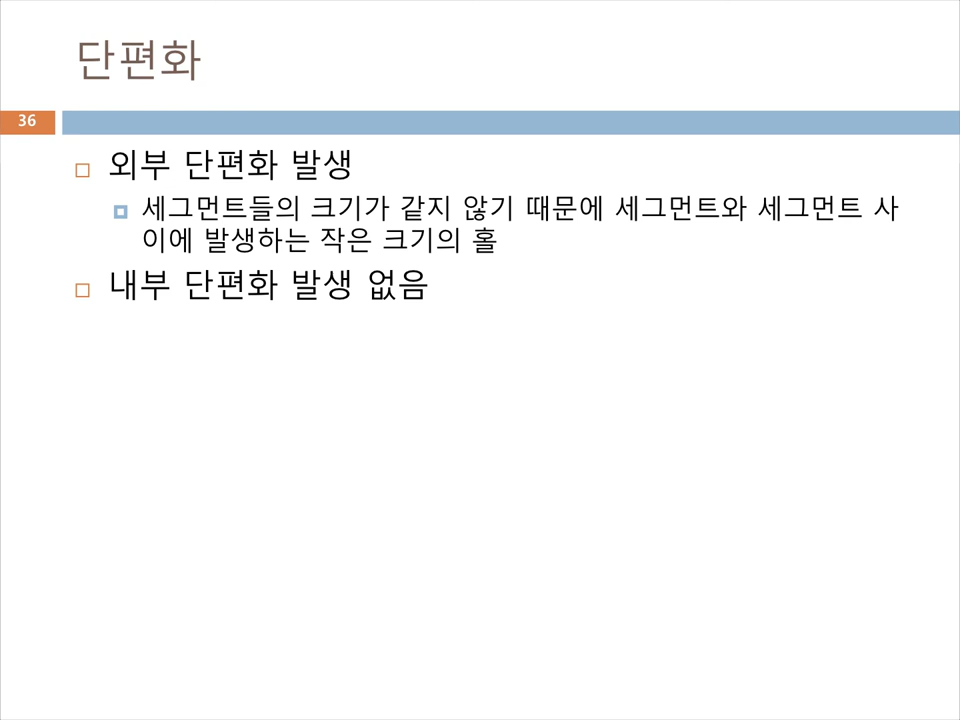 단편화
36
외부 단편화 발생
세그먼트들의 크기가 같지 않기 때문에 세그먼트와 세그먼트 사
이에 발생하는 작은 크기의 홀
내부 단편화 발생 없음